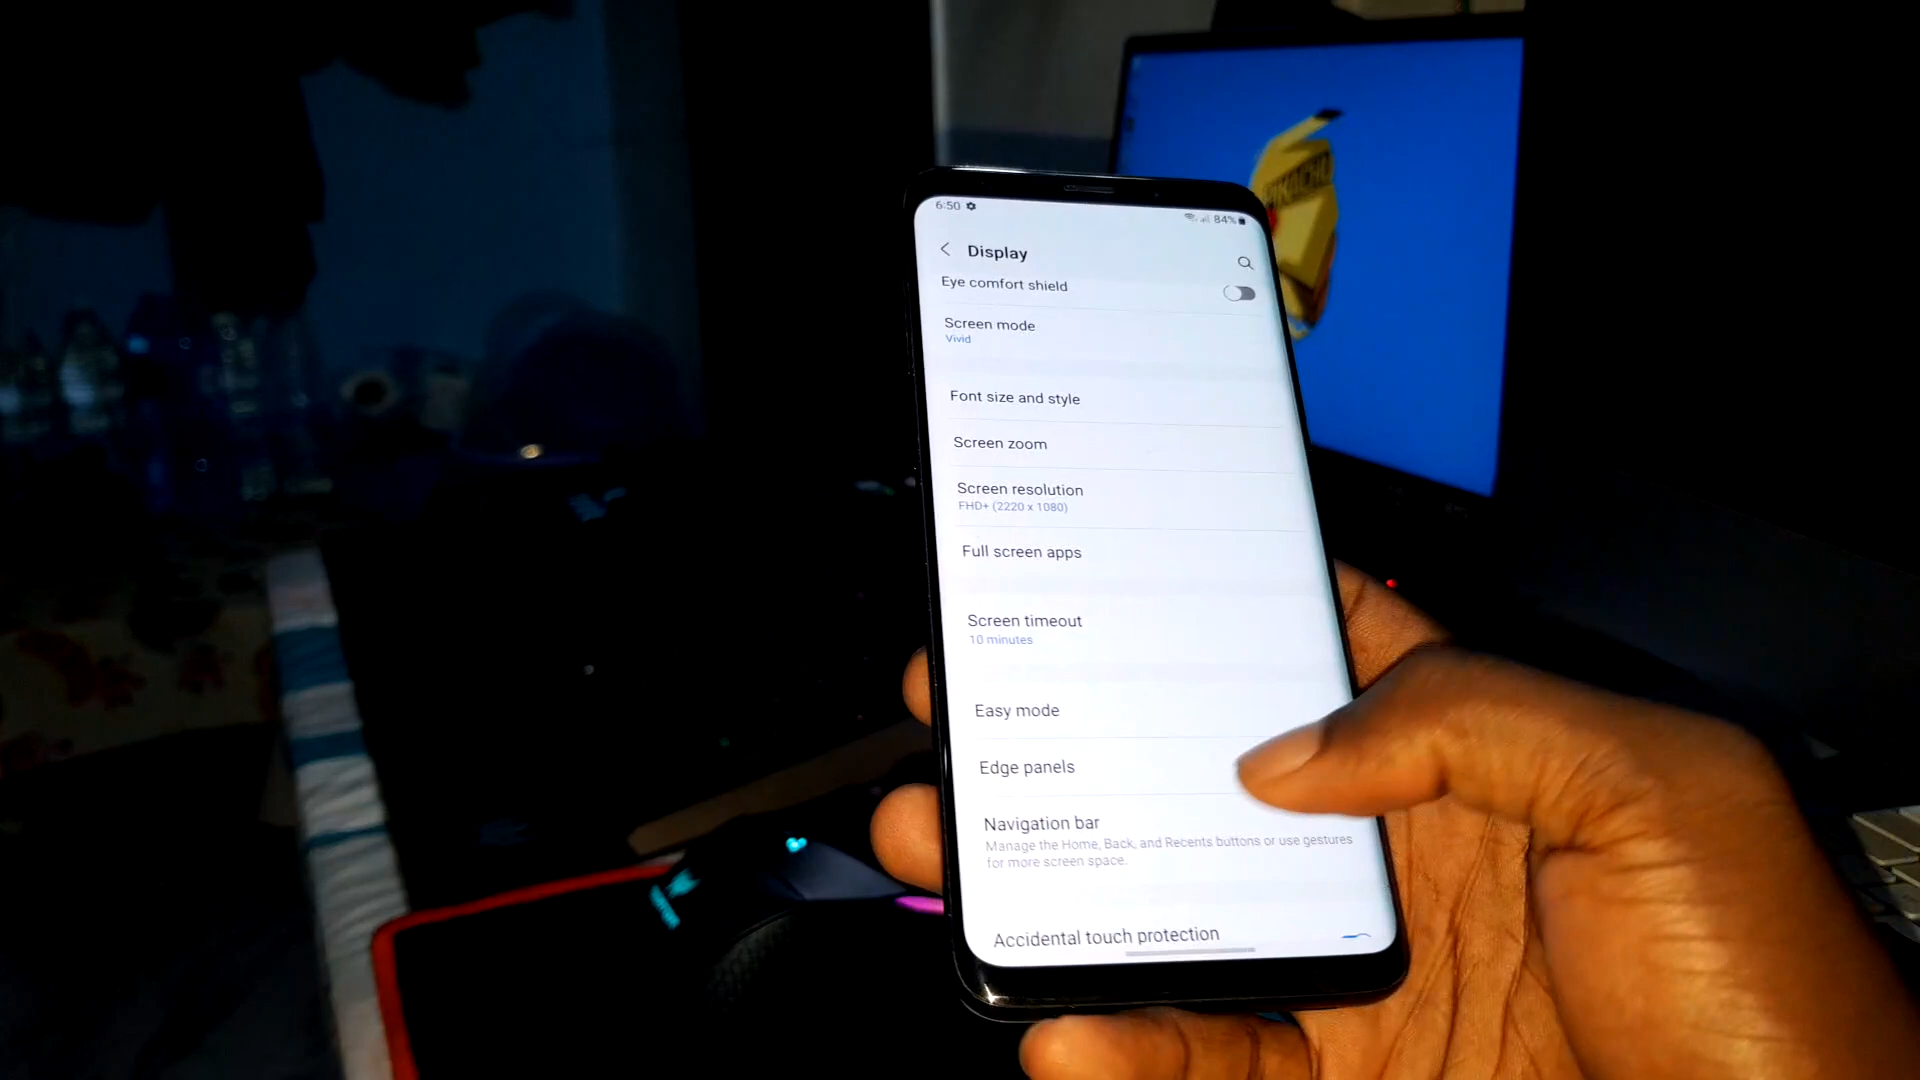 6:50
84%
Display
Eye comfort shield
Screen mode
Vivid
Font size and style
Screen zoom
Screen resolution
FHD+ (2220 x 1080)
Full screen apps
Screen timeout
10 minutes
Easy mode
Edge panels
Navigation bar
Manage the Home, Back, and Recents buttons or use gestures
for more screen space.
Accidental touch protection